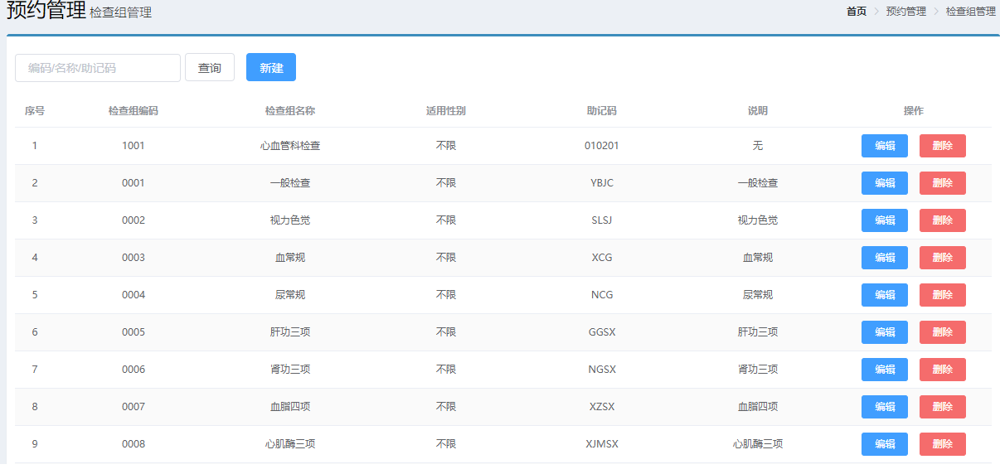 预约管理 检查组管理 首页 > 预约管理 > 检查组管理
编码/名称/助记码 查询 新建
序号 检查组编码 检查组名称 适用性别 助记码 说明 操作
1 1001 心血管科检查 不限 010201 无 编辑 删除
2 0001 一般检查 不限 YBJC 一般检查 编辑 删除
3 0002 视力色觉 不限 SLSJ 视力色觉 编辑 删除
4 0003 血常规 不限 XCG 血常规 编辑 删除
5 0004 尿常规 不限 NCG 尿常规 编辑 删除
6 0005 肝功三项 不限 GGSX 肝功三项 编辑 删除
7 0006 肾功三项 不限 NGSX 肾功三项 编辑 删除
8 0007 血脂四项 不限 XZSX 血脂四项 编辑 删除
9 0008 心肌酶三项 不限 XJMSX 心肌酶三项 编辑 删除